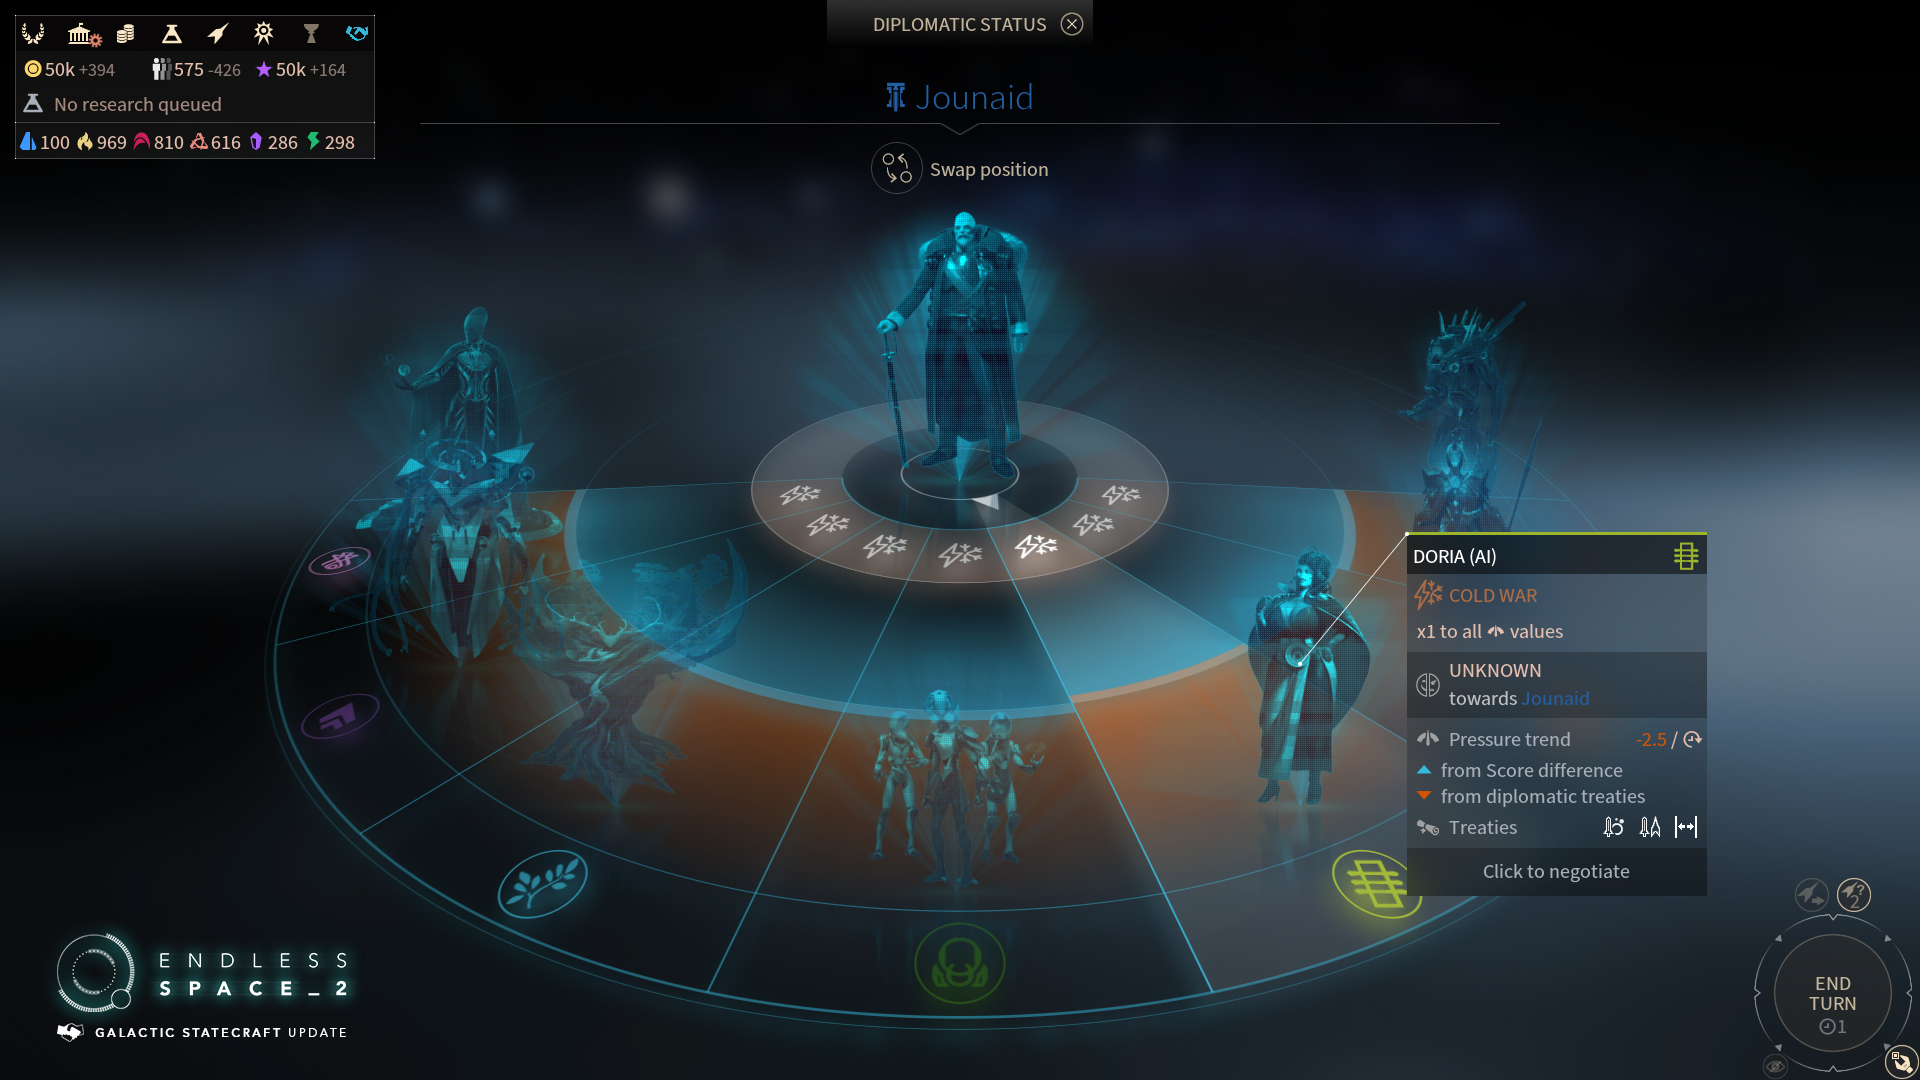 DIPLOMATIC STATUS
50k +394 575 -426 50k +164
No research queued
100 969 810 616 286 298
Jounaid
Swap position
DORIA (AI)
COLD WAR
x1 to all values
UNKNOWN
towards Jounaid
Pressure trend -2.5 /
from Score difference
from diplomatic treaties
Treaties
Click to negotiate
?
2
END
TURN
1
ENDLESS
SPACE_2
GALACTIC STATECRAFT UPDATE